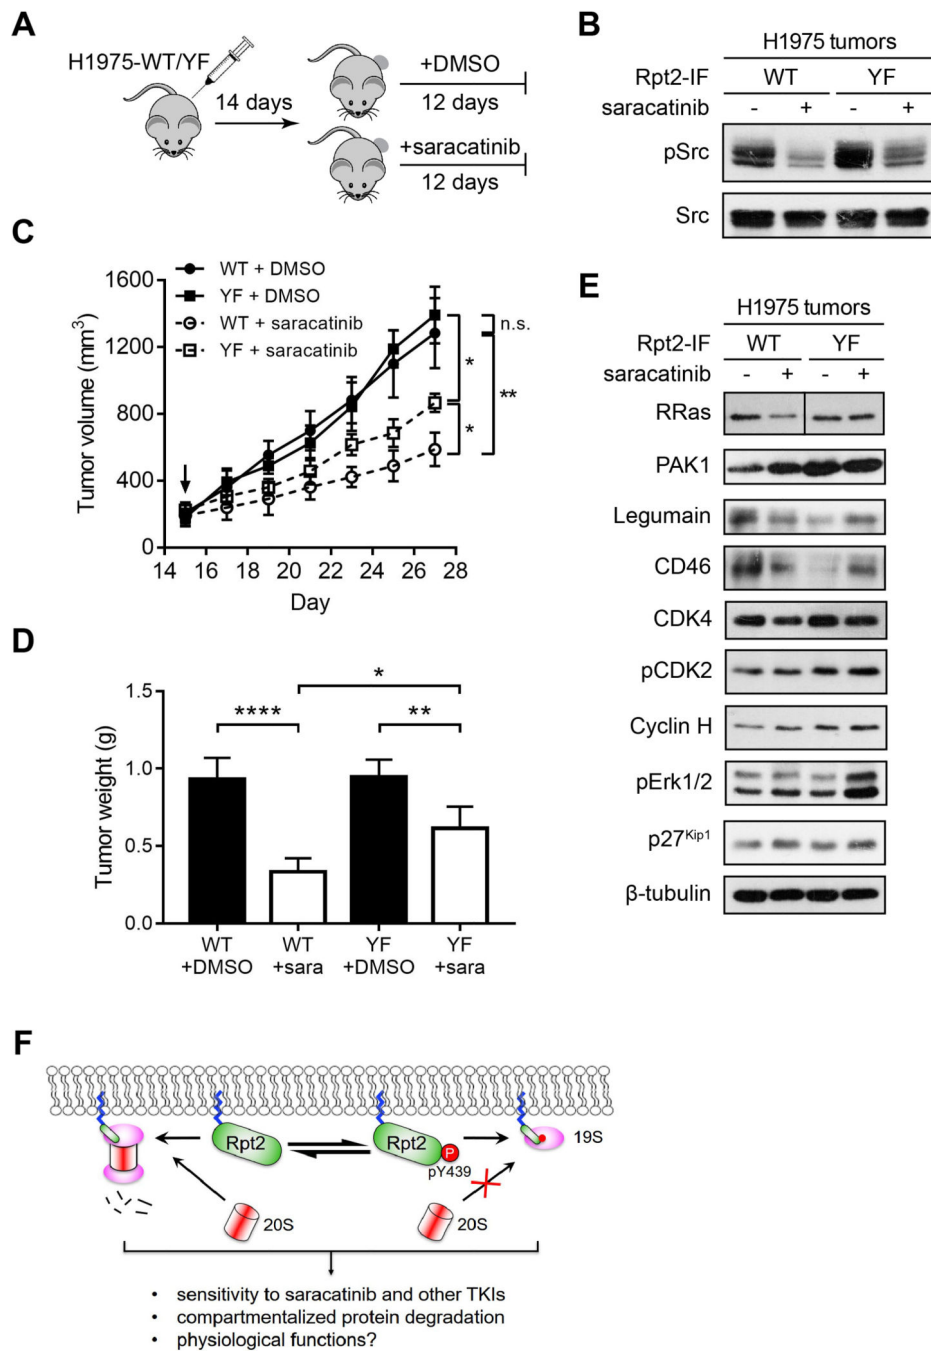 A
H1975-WT/YF
14 days
+DMSO
12 days
+saracatinib
12 days
B
H1975 tumors
Rpt2-IF WT YF
saracatinib - + - +
pSrc
Src
C
WT + DMSO
YF + DMSO
WT + saracatinib
YF + saracatinib
Tumor volume (mm³)
1600
1200
800
400
0
14 16 18 20 22 24 26 28
Day
n.s.
*
**
*
D
Tumor weight (g)
1.5
1.0
0.5
0.0
****
*
**
WT +DMSO
WT +sara
YF +DMSO
YF +sara
E
H1975 tumors
Rpt2-IF WT YF
saracatinib - + - +
RRas
PAK1
Legumain
CD46
CDK4
pCDK2
Cyclin H
pErk1/2
p27Kip1
β-tubulin
F
Rpt2
Rpt2
P
pY439
19S
20S
20S
• sensitivity to saracatinib and other TKIs
• compartmentalized protein degradation
• physiological functions?